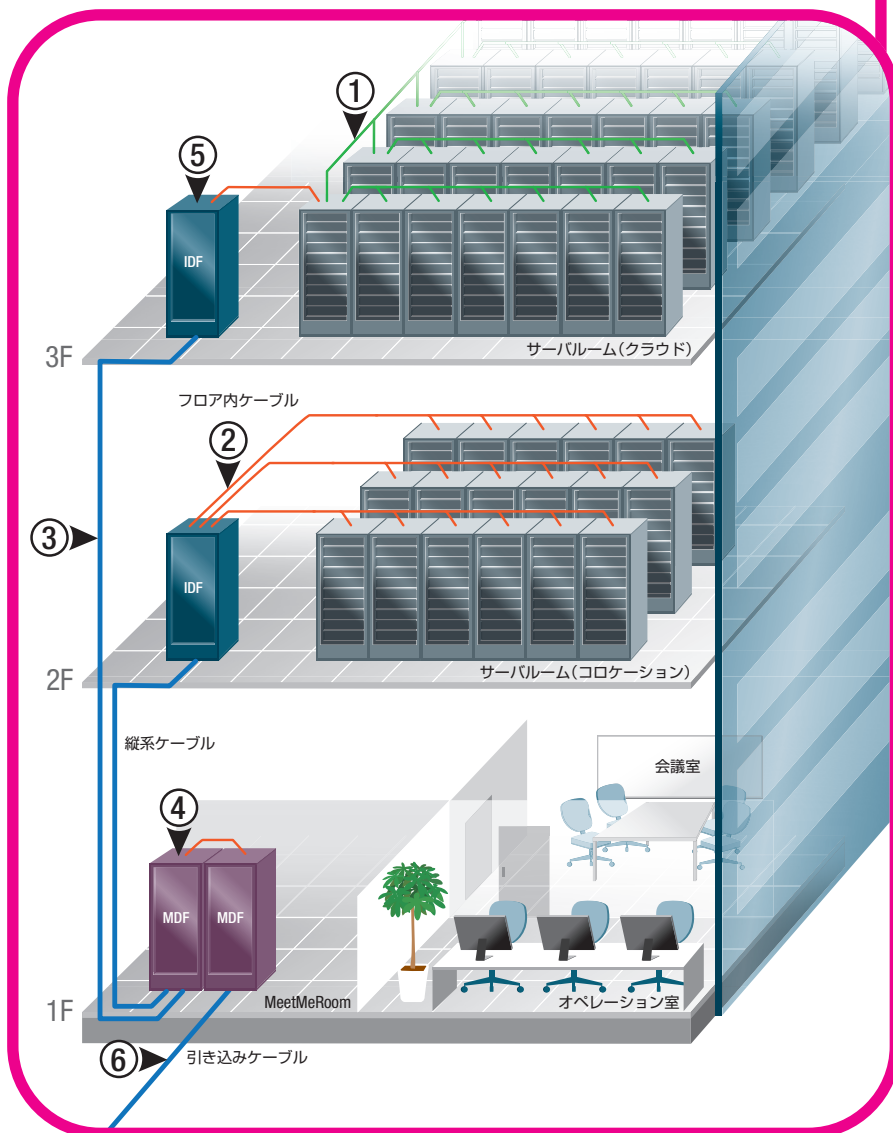 ①
⑤
IDF
3F
サーバルーム(クラウド)
フロア内ケーブル
②
③
IDF
2F
サーバルーム(コロケーション)
縦系ケーブル
会議室
④
MDF
MDF
MeetMeRoom
オペレーション室
1F
⑥
引き込みケーブル